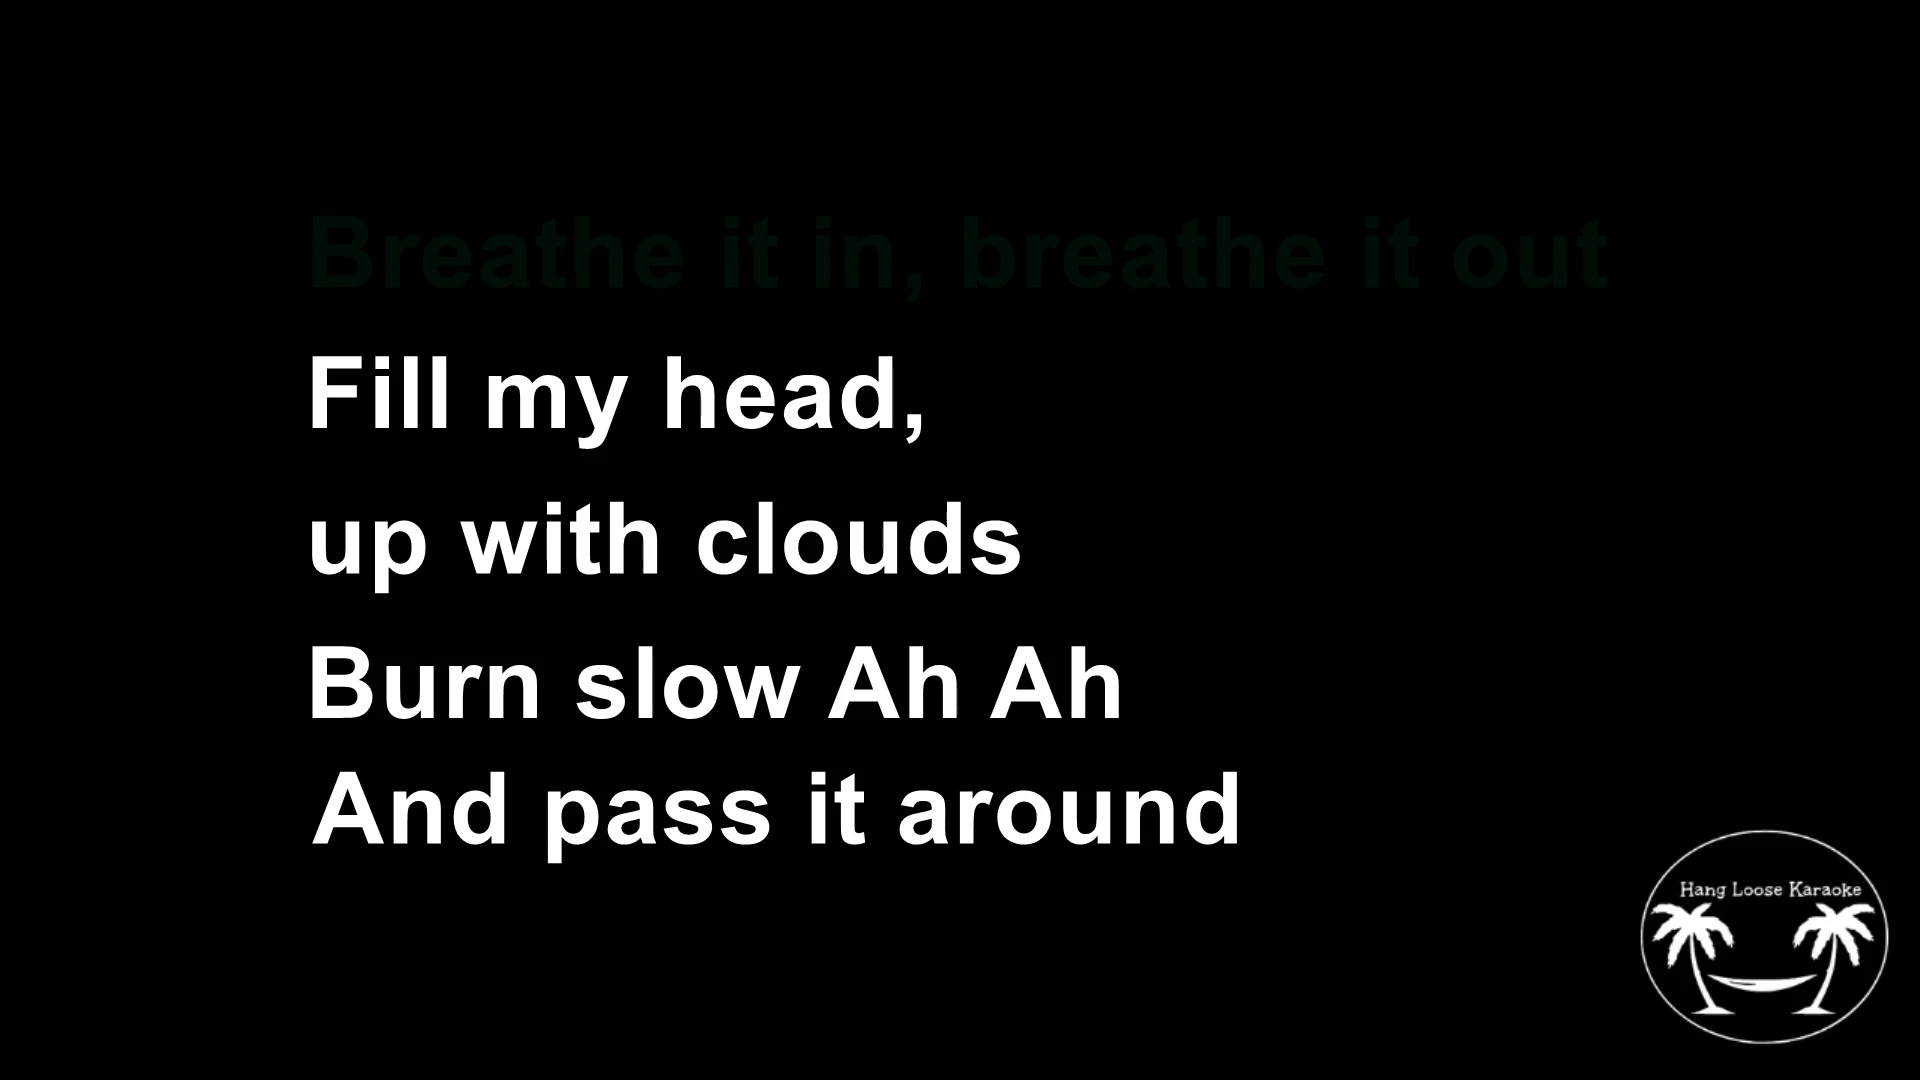 Breathe it in, breathe it out
Fill my head,
up with clouds
Burn slow Ah Ah
And pass it around
Hang Loose Karaoke